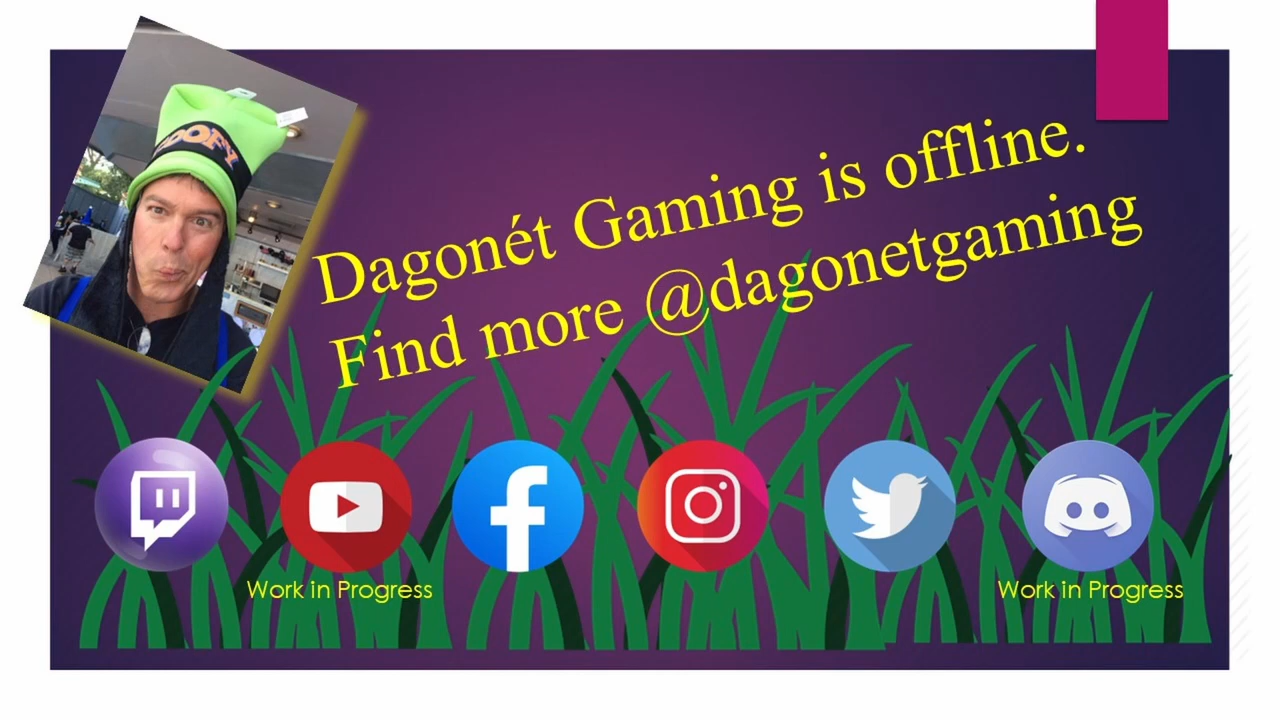 Dagonét Gaming is offline.
Find more @dagonetgaming
Work in Progress
Work in Progress